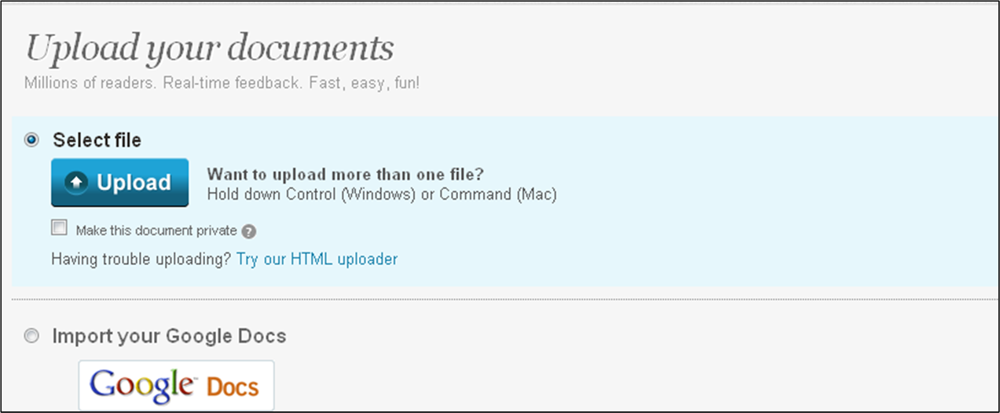 Upload your documents
Millions of readers. Real-time feedback. Fast, easy, fun!
Select file
Upload
Want to upload more than one file?
Hold down Control (Windows) or Command (Mac)
Make this document private ?
Having trouble uploading? Try our HTML uploader
Import your Google Docs
Google™ Docs